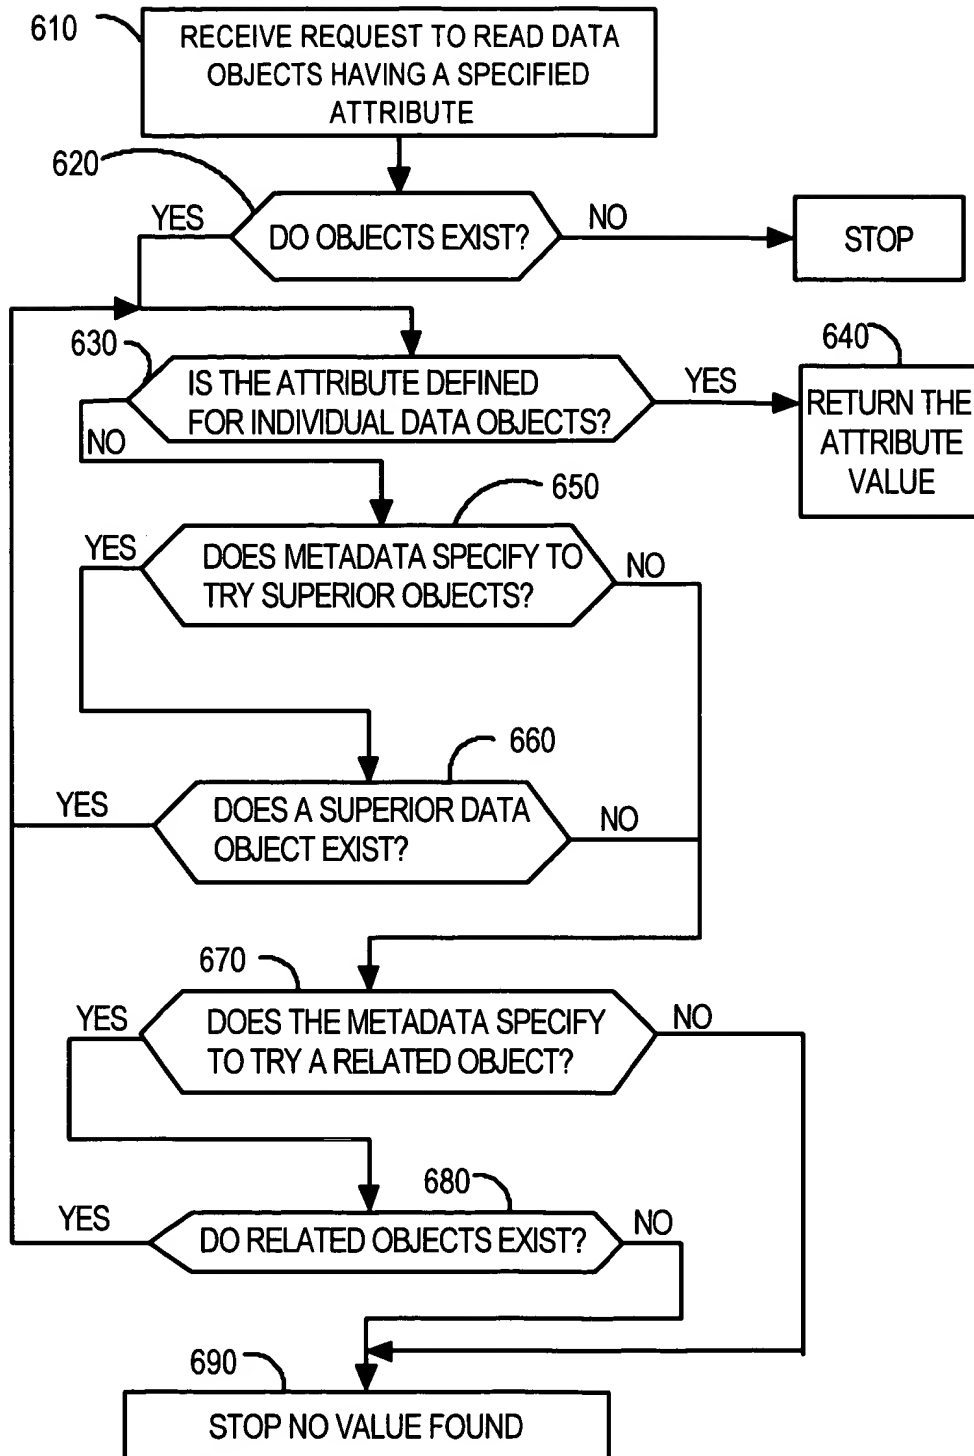 610
RECEIVE REQUEST TO READ DATA
OBJECTS HAVING A SPECIFIED
ATTRIBUTE
620
YES
DO OBJECTS EXIST?
NO
STOP
630
IS THE ATTRIBUTE DEFINED
FOR INDIVIDUAL DATA OBJECTS?
YES
640
RETURN THE
ATTRIBUTE
VALUE
NO
650
YES
DOES METADATA SPECIFY TO
TRY SUPERIOR OBJECTS?
NO
660
YES
DOES A SUPERIOR DATA
OBJECT EXIST?
NO
670
YES
DOES THE METADATA SPECIFY
TO TRY A RELATED OBJECT?
NO
680
YES
DO RELATED OBJECTS EXIST?
NO
690
STOP NO VALUE FOUND